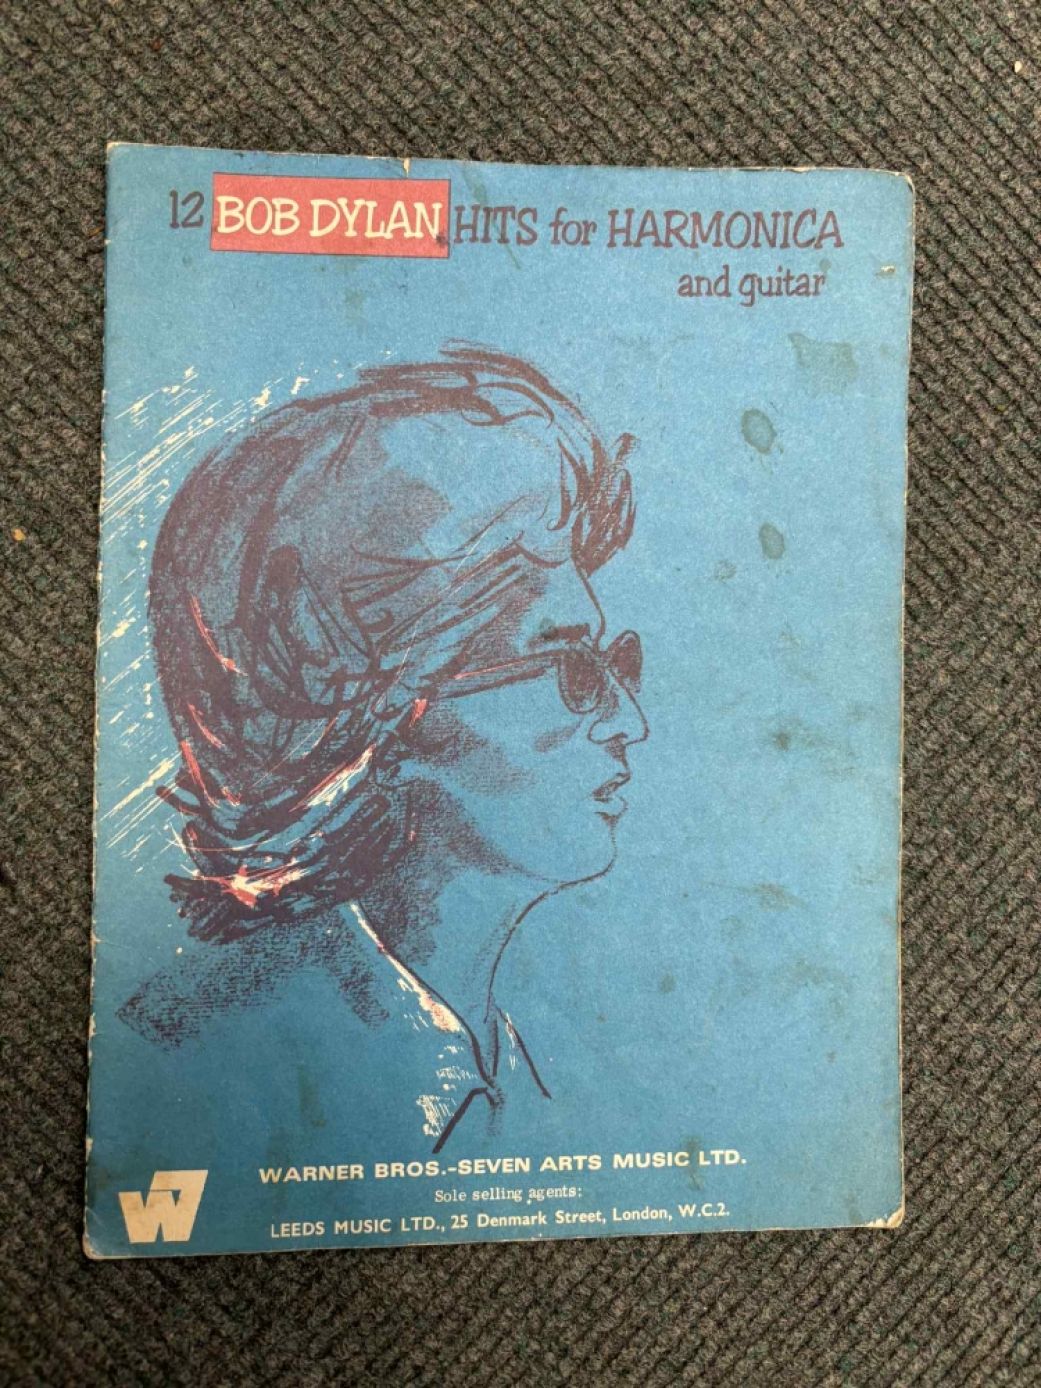 12 BOB DYLAN HITS for HARMONICA
and guitar
WARNER BROS.-SEVEN ARTS MUSIC LTD.
Sole selling agents:
LEEDS MUSIC LTD., 25 Denmark Street, London, W.C.2.
W7